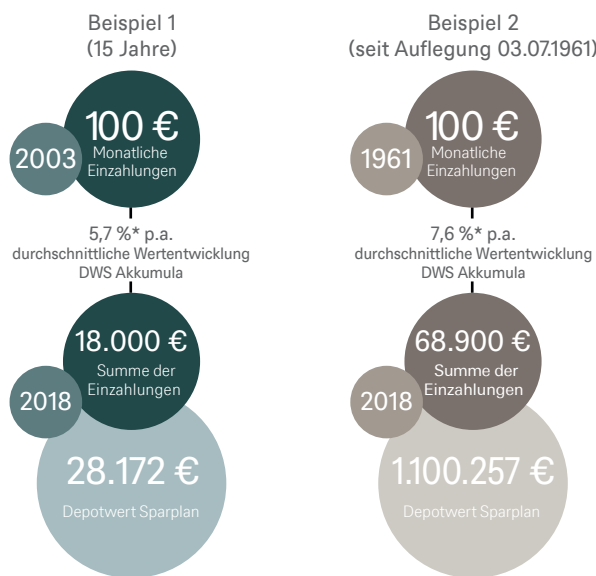 Beispiel 1
(15 Jahre)
100 €
Monatliche
Einzahlungen
2003
5,7 %* p.a.
durchschnittliche Wertentwicklung
DWS Akkumula
18.000 €
Summe der
Einzahlungen
2018
28.172 €
Depotwert Sparplan
Beispiel 2
(seit Auflegung 03.07.1961)
100 €
Monatliche
Einzahlungen
1961
7,6 %* p.a.
durchschnittliche Wertentwicklung
DWS Akkumula
68.900 €
Summe der
Einzahlungen
2018
1.100.257 €
Depotwert Sparplan